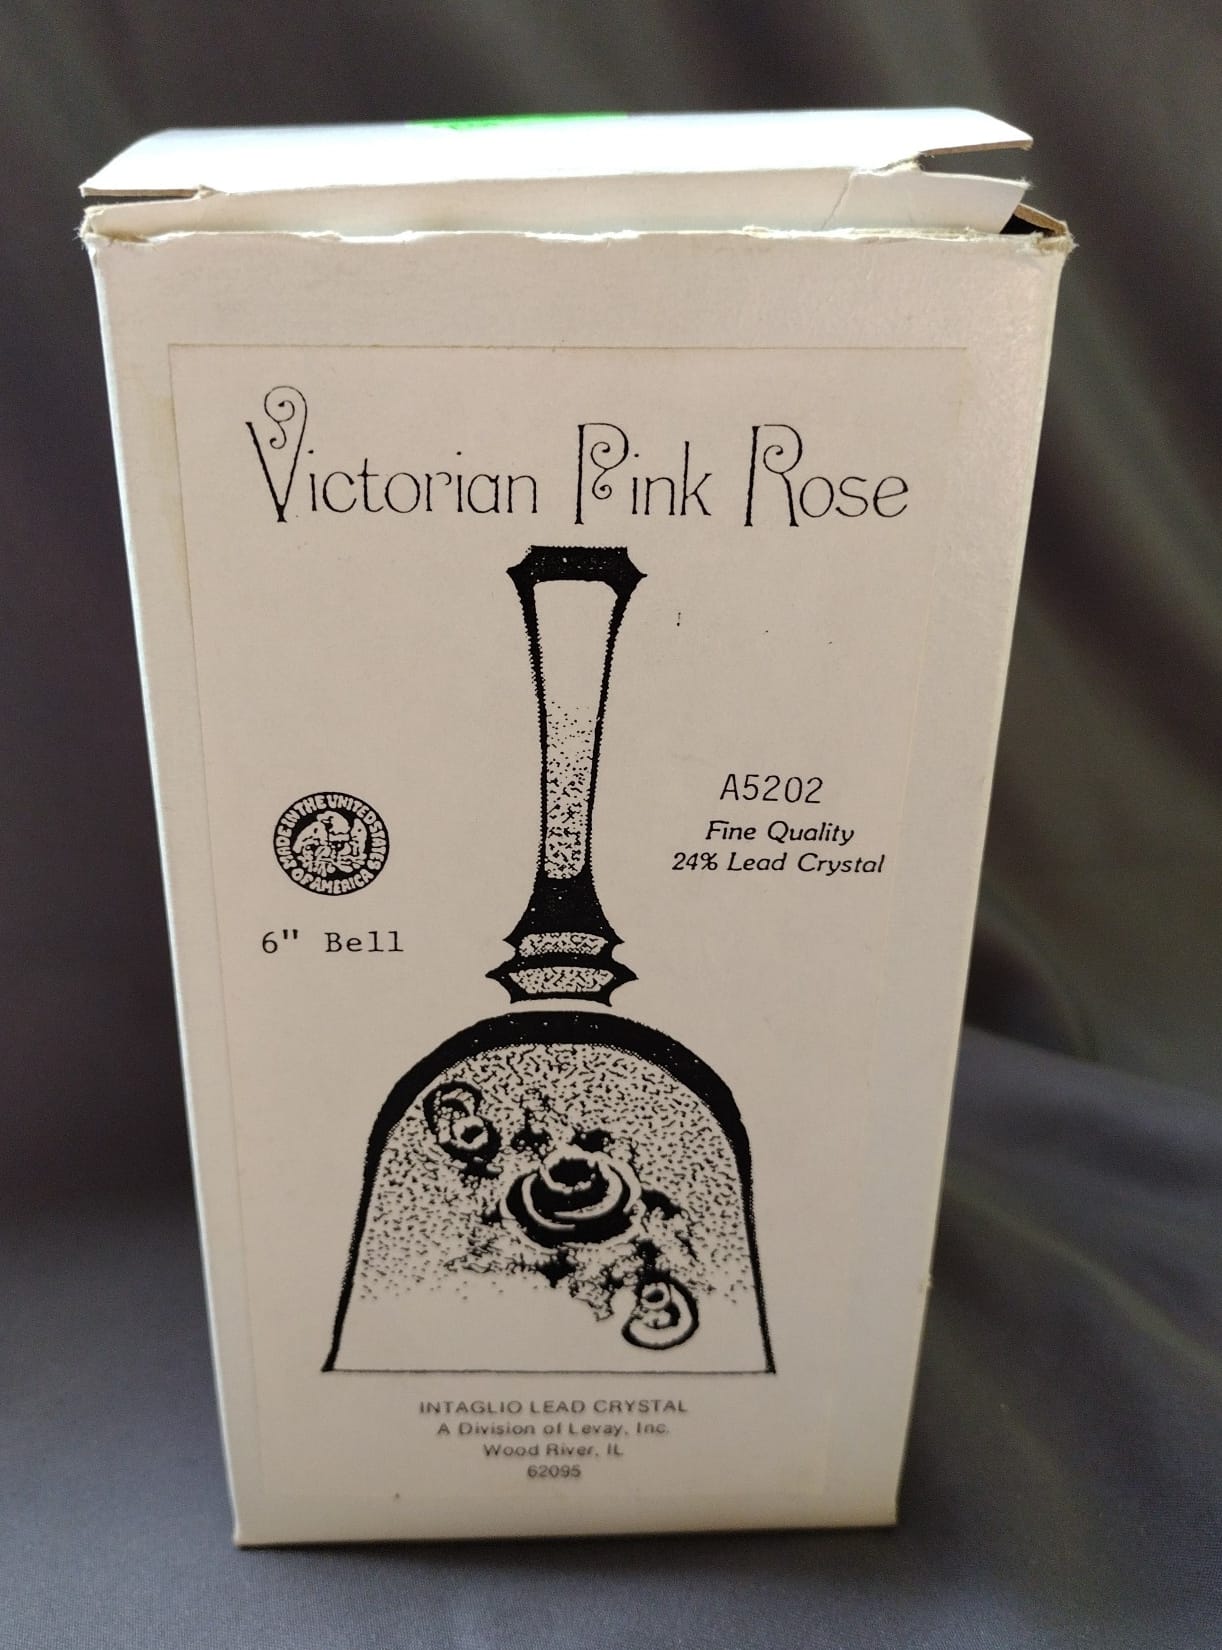 Victorian Pink Rose
A5202
Fine Quality
24% Lead Crystal
MADE IN THE UNITED STATES OF AMERICA
6" Bell
INTAGLIO LEAD CRYSTAL
A Division of Levay, Inc.
Wood River, IL
62095